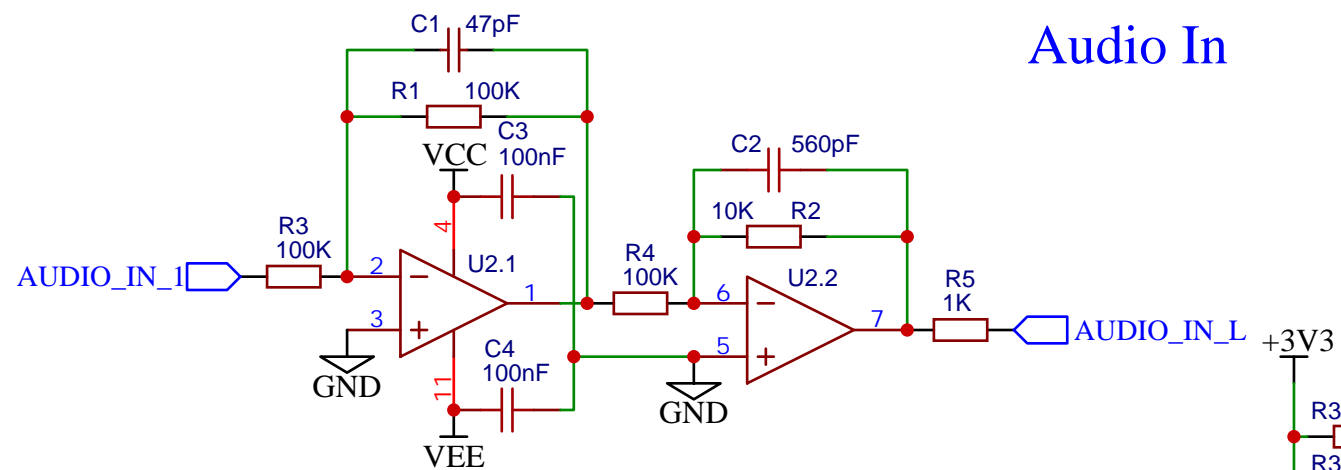 Audio In
C1 47pF
R1 100K
C3
100nF
VCC
C2 560pF
10K R2
R3
100K
4
U2.1
AUDIO_IN_1
2
3
1
R4
100K
U2.2
6
5
7
R5
1K
AUDIO_IN_L
+3V3
GND
C4
100nF
11
GND
VEE
R3
R3